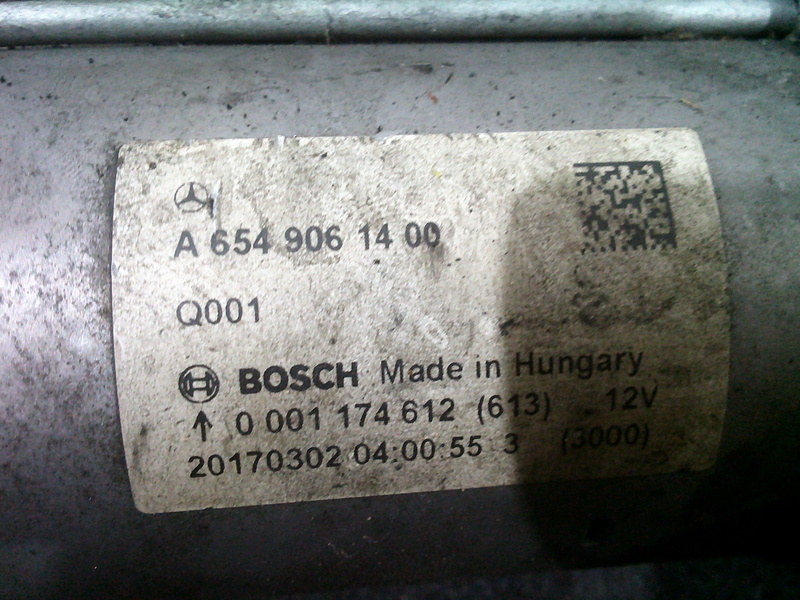 A 654 906 14 00
Q001
BOSCH Made in Hungary
↑ 0 001 174 612 (613) 12V
20170302 04:00:55 3 (3000)